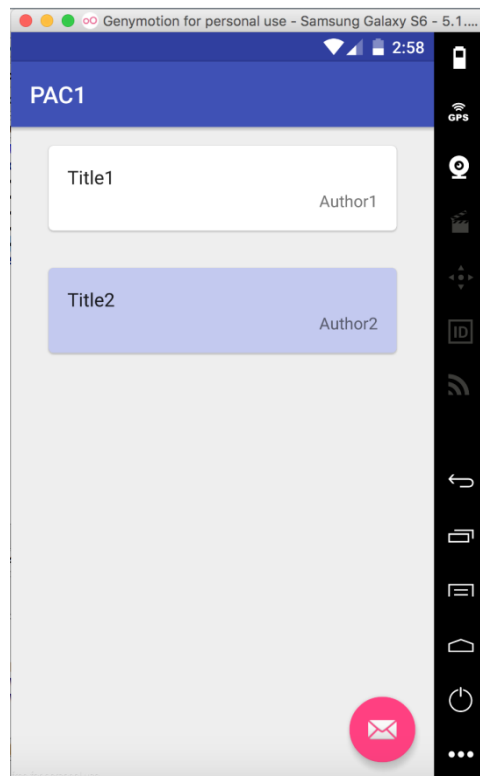 Genymotion for personal use - Samsung Galaxy S6 - 5.1....
2:58
PAC1
GPS
Title1
Author1
Title2
Author2
ID